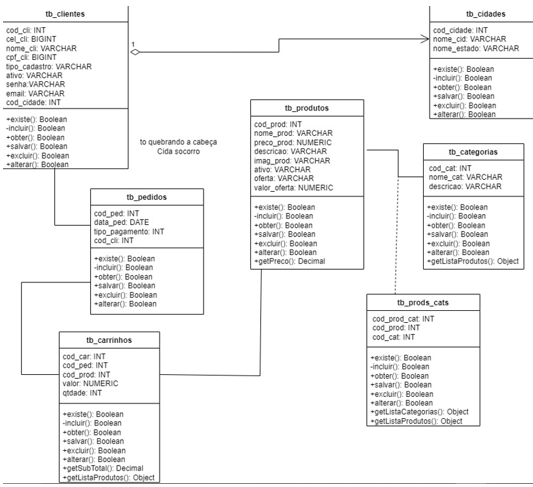 tb_clientes
cod_cli: INT
cel_cli: BIGINT
nome_cli: VARCHAR
cpf_cli: BIGINT
tipo_cadastro: VARCHAR
ativo: VARCHAR
senha:VARCHAR
email: VARCHAR
cod_cidade: INT
+existe(): Boolean
-incluir(): Boolean
+obter(): Boolean
+salvar(): Boolean
+excluir(): Boolean
+alterar(): Boolean
1
tb_cidades
cod_cidade: INT
nome_cid: VARCHAR
nome_estado: VARCHAR
+existe(): Boolean
-incluir(): Boolean
+obter(): Boolean
+salvar(): Boolean
+excluir(): Boolean
+alterar(): Boolean
to quebrando a cabeça
Cida socorro
tb_produtos
cod_prod: INT
nome_prod: VARCHAR
preco_prod: NUMERIC
descricao: VARCHAR
imag_prod: VARCHAR
ativo: VARCHAR
oferta: VARCHAR
valor_oferta: NUMERIC
+existe(): Boolean
-incluir(): Boolean
+obter(): Boolean
+salvar(): Boolean
+excluir(): Boolean
+alterar(): Boolean
+getPreco(): Decimal
tb_categorias
cod_cat: INT
nome_cat: VARCHAR
descricao: VARCHAR
+existe(): Boolean
-incluir(): Boolean
+obter(): Boolean
+salvar(): Boolean
+excluir(): Boolean
+alterar(): Boolean
+getListaProdutos(): Object
tb_pedidos
cod_ped: INT
data_ped: DATE
tipo_pagamento: INT
cod_cli: INT
+existe(): Boolean
-incluir(): Boolean
+obter(): Boolean
+salvar(): Boolean
+excluir(): Boolean
+alterar(): Boolean
tb_prods_cats
cod_prod_cat: INT
cod_prod: INT
cod_cat: INT
+existe(): Boolean
-incluir(): Boolean
+obter(): Boolean
+salvar(): Boolean
+excluir(): Boolean
+alterar(): Boolean
+getListaCategorias(): Object
+getListaProdutos(): Object
tb_carrinhos
cod_car: INT
cod_ped: INT
cod_prod: INT
valor: NUMERIC
qtdade: INT
+existe(): Boolean
-incluir(): Boolean
+obter(): Boolean
+salvar(): Boolean
+excluir(): Boolean
+alterar(): Boolean
+getSubTotal(): Decimal
+getListaProdutos(): Object